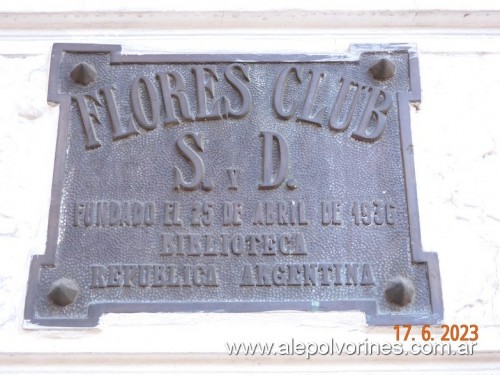 FLORES CLUB
S. Y D.
FUNDADO EL 25 DE ABRIL DE 1936
BIBLIOTECA
REPUBLICA ARGENTINA
17. 6. 2023
www.alepolvorines.com.ar